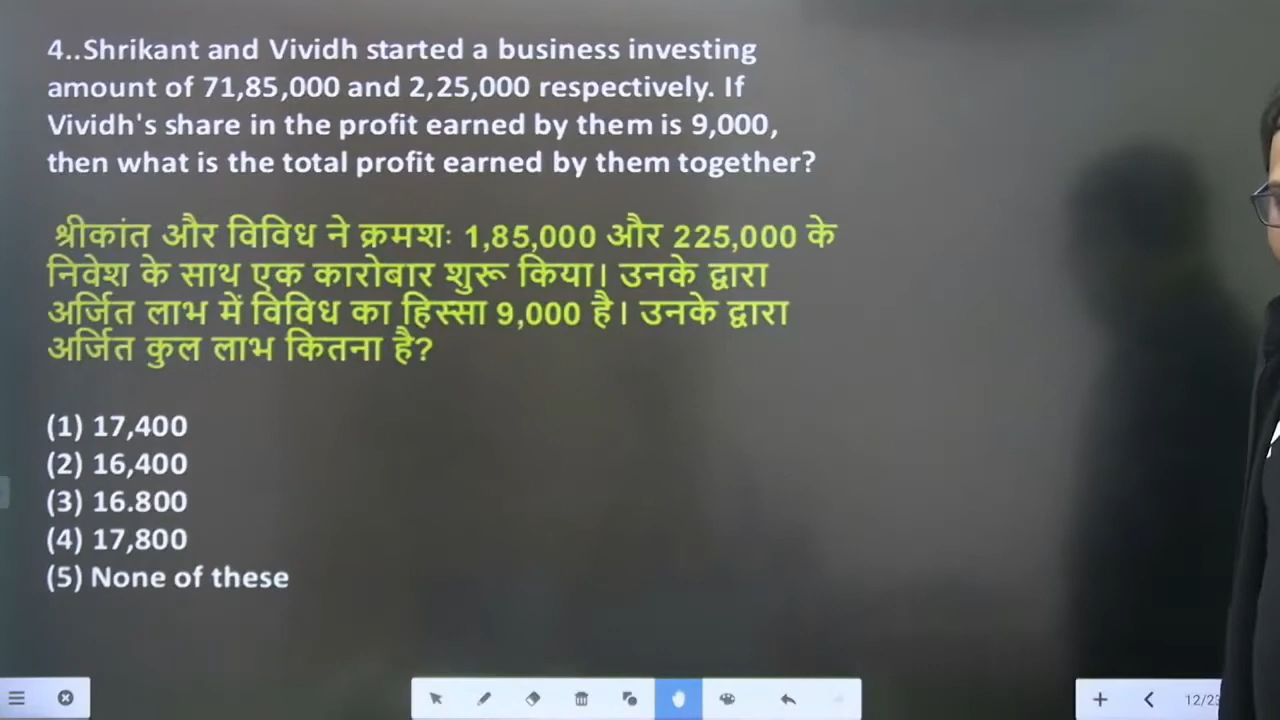 4..Shrikant and Vividh started a business investing
amount of 71,85,000 and 2,25,000 respectively. If
Vividh's share in the profit earned by them is 9,000,
then what is the total profit earned by them together?
श्रीकांत और विविध ने क्रमशः 1,85,000 और 225,000 के
निवेश के साथ एक कारोबार शुरू किया। उनके द्वारा
अर्जित लाभ में विविध का हिस्सा 9,000 है। उनके द्वारा
अर्जित कुल लाभ कितना है?
(1) 17,400
(2) 16,400
(3) 16.800
(4) 17,800
(5) None of these
12/23